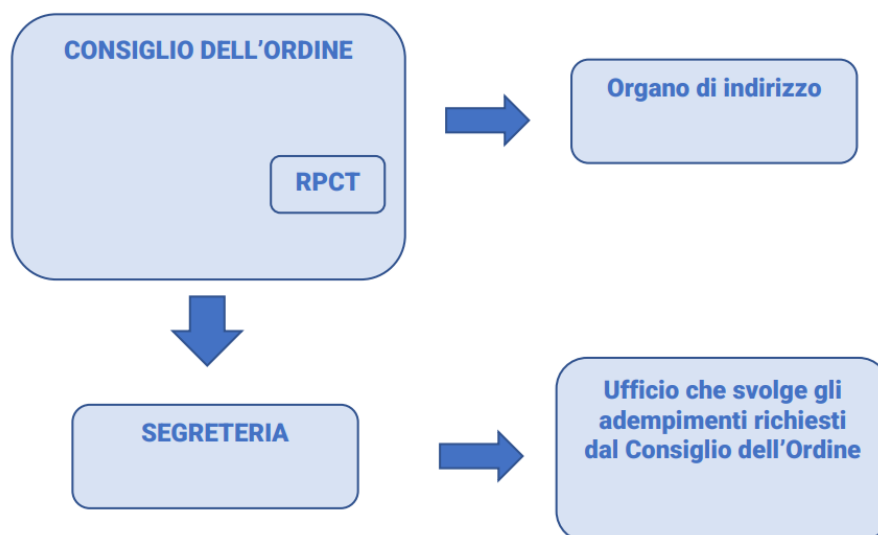 CONSIGLIO DELL’ORDINE
Organo di indirizzo
RPCT
SEGRETERIA
Ufficio che svolge gli
adempimenti richiesti
dal Consiglio dell’Ordine